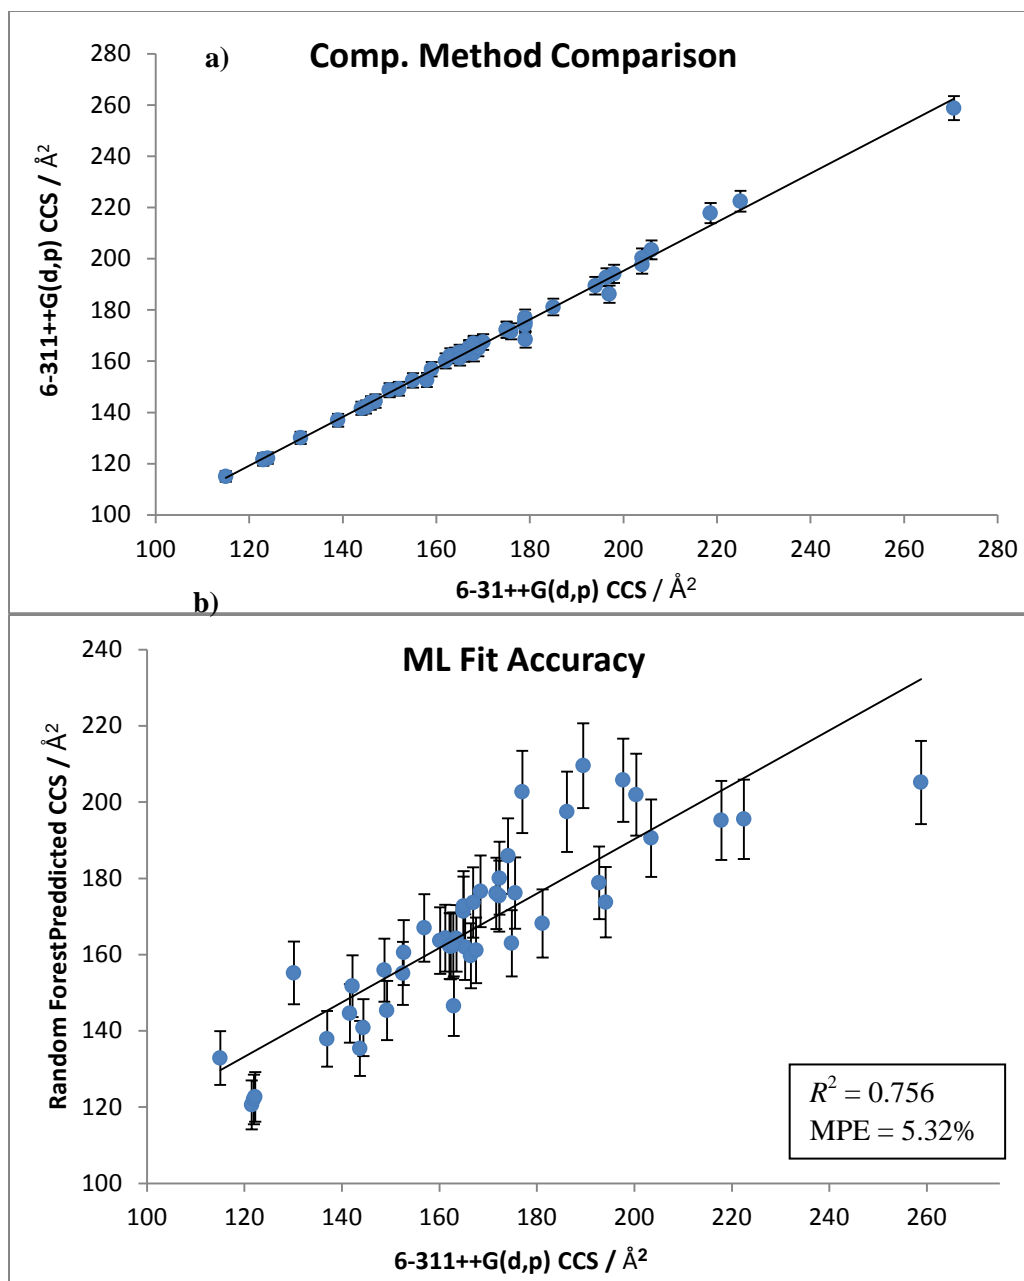 a)
Comp. Method Comparison
280
260
240
220
200
180
160
140
120
100
6-311++G(d,p) CCS / Å²
100 120 140 160 180 200 220 240 260 280
6-31++G(d,p) CCS / Å²
b)
ML Fit Accuracy
240
220
200
180
160
140
120
100
Random ForestPreddicted CCS / Å²
R² = 0.756
MPE = 5.32%
100 120 140 160 180 200 220 240 260
6-311++G(d,p) CCS / Å²